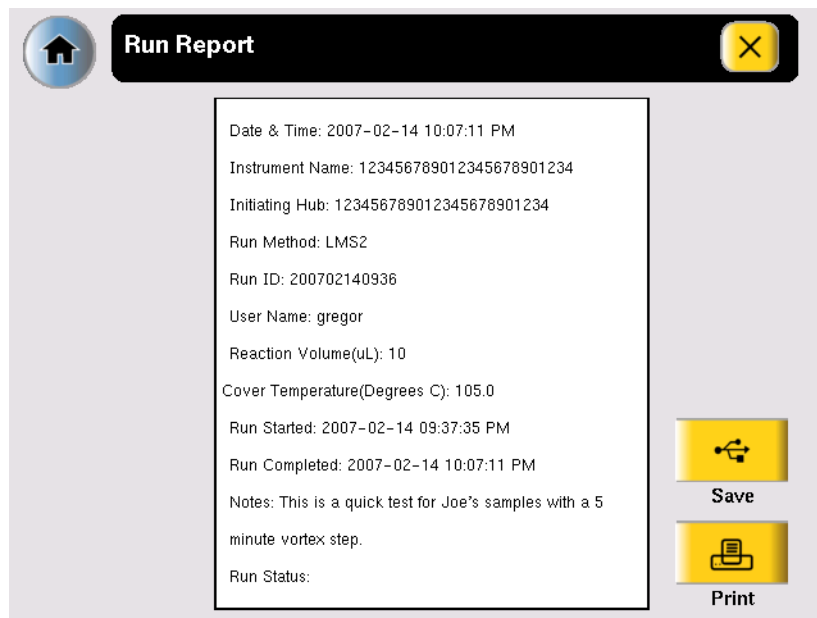 Run Report
Date & Time: 2007-02-14 10:07:11 PM
Instrument Name: 123456789012345678901234
Initiating Hub: 123456789012345678901234
Run Method: LMS2
Run ID: 200702140936
User Name: gregor
Reaction Volume(uL): 10
Cover Temperature(Degrees C): 105.0
Run Started: 2007-02-14 09:37:35 PM
Run Completed: 2007-02-14 10:07:11 PM
Notes: This is a quick test for Joe's samples with a 5
minute vortex step.
Run Status:
Save
Print